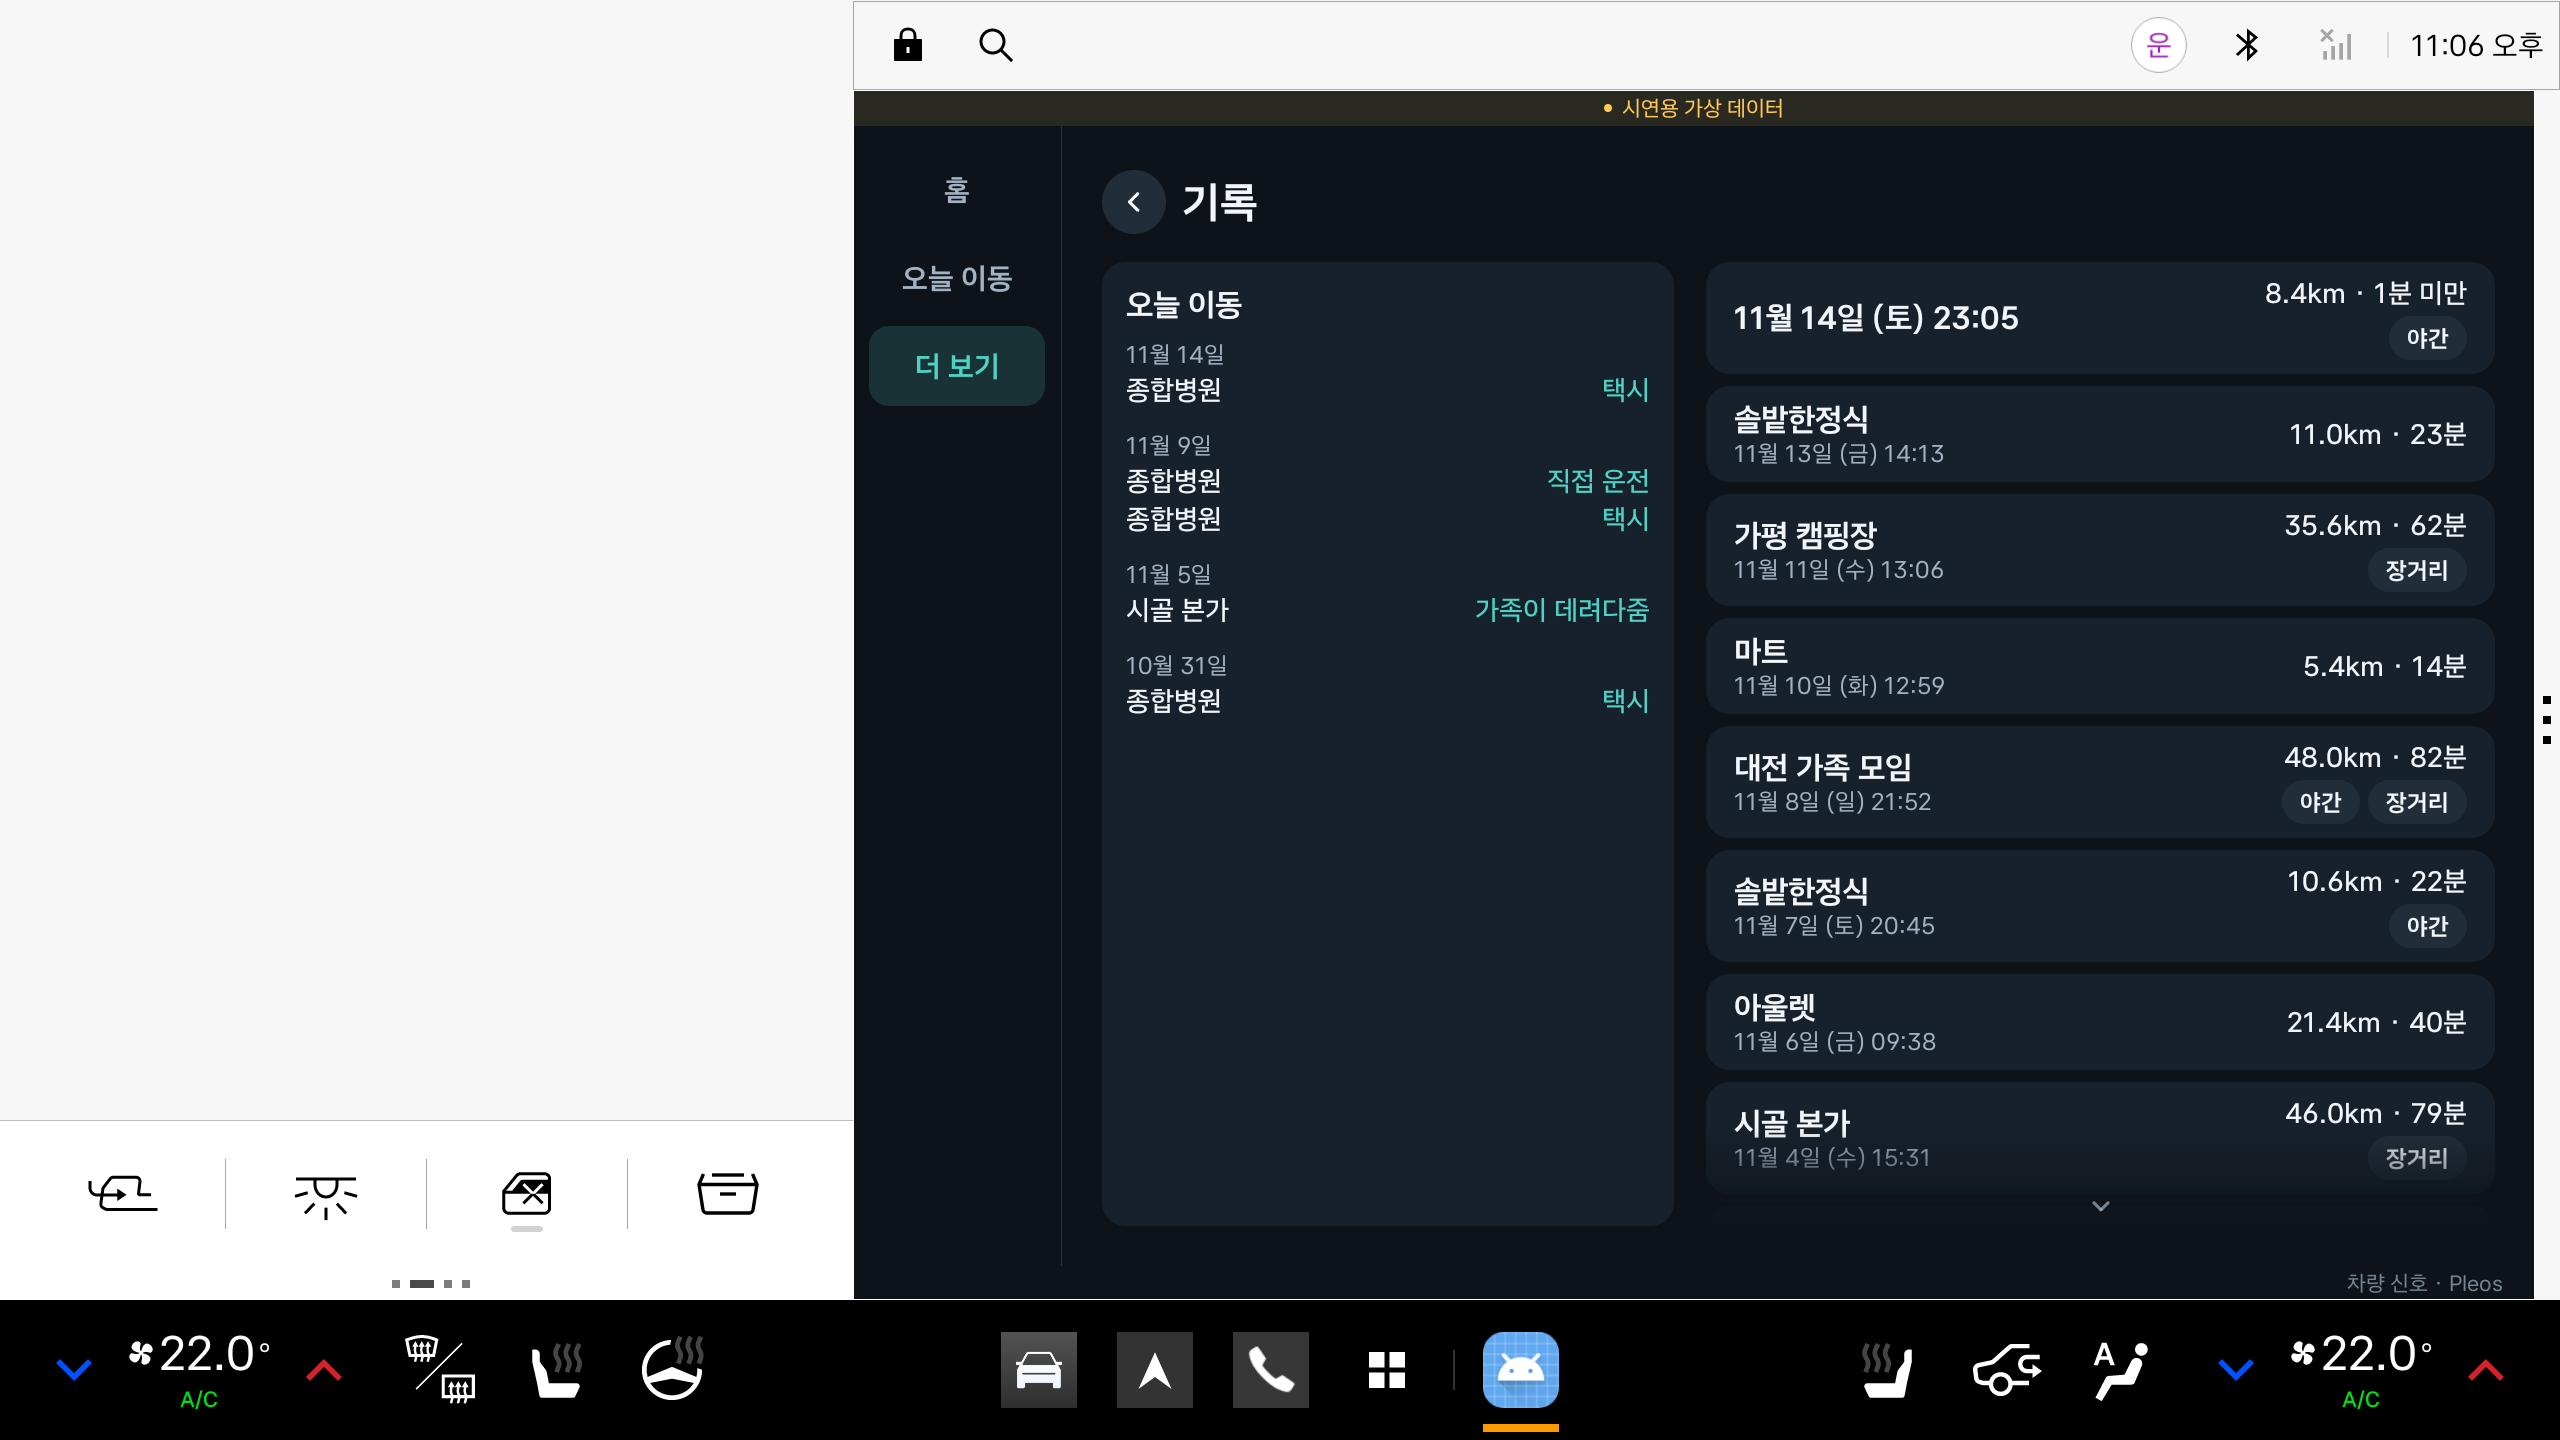 운
11:06 오후
시연용 가상 데이터
홈
오늘 이동
더 보기
기록
오늘 이동
11월 14일
종합병원 택시
11월 9일
종합병원 직접 운전
종합병원 택시
11월 5일
시골 본가 가족이 데려다줌
10월 31일
종합병원 택시
11월 14일 (토) 23:05
8.4km · 1분 미만
야간
솔밭한정식
11월 13일 (금) 14:13
11.0km · 23분
가평 캠핑장
11월 11일 (수) 13:06
35.6km · 62분
장거리
마트
11월 10일 (화) 12:59
5.4km · 14분
대전 가족 모임
11월 8일 (일) 21:52
48.0km · 82분
야간 장거리
솔밭한정식
11월 7일 (토) 20:45
10.6km · 22분
야간
아울렛
11월 6일 (금) 09:38
21.4km · 40분
시골 본가
11월 4일 (수) 15:31
46.0km · 79분
장거리
차량 신호 · Pleos
22.0°
A/C
A
22.0°
A/C